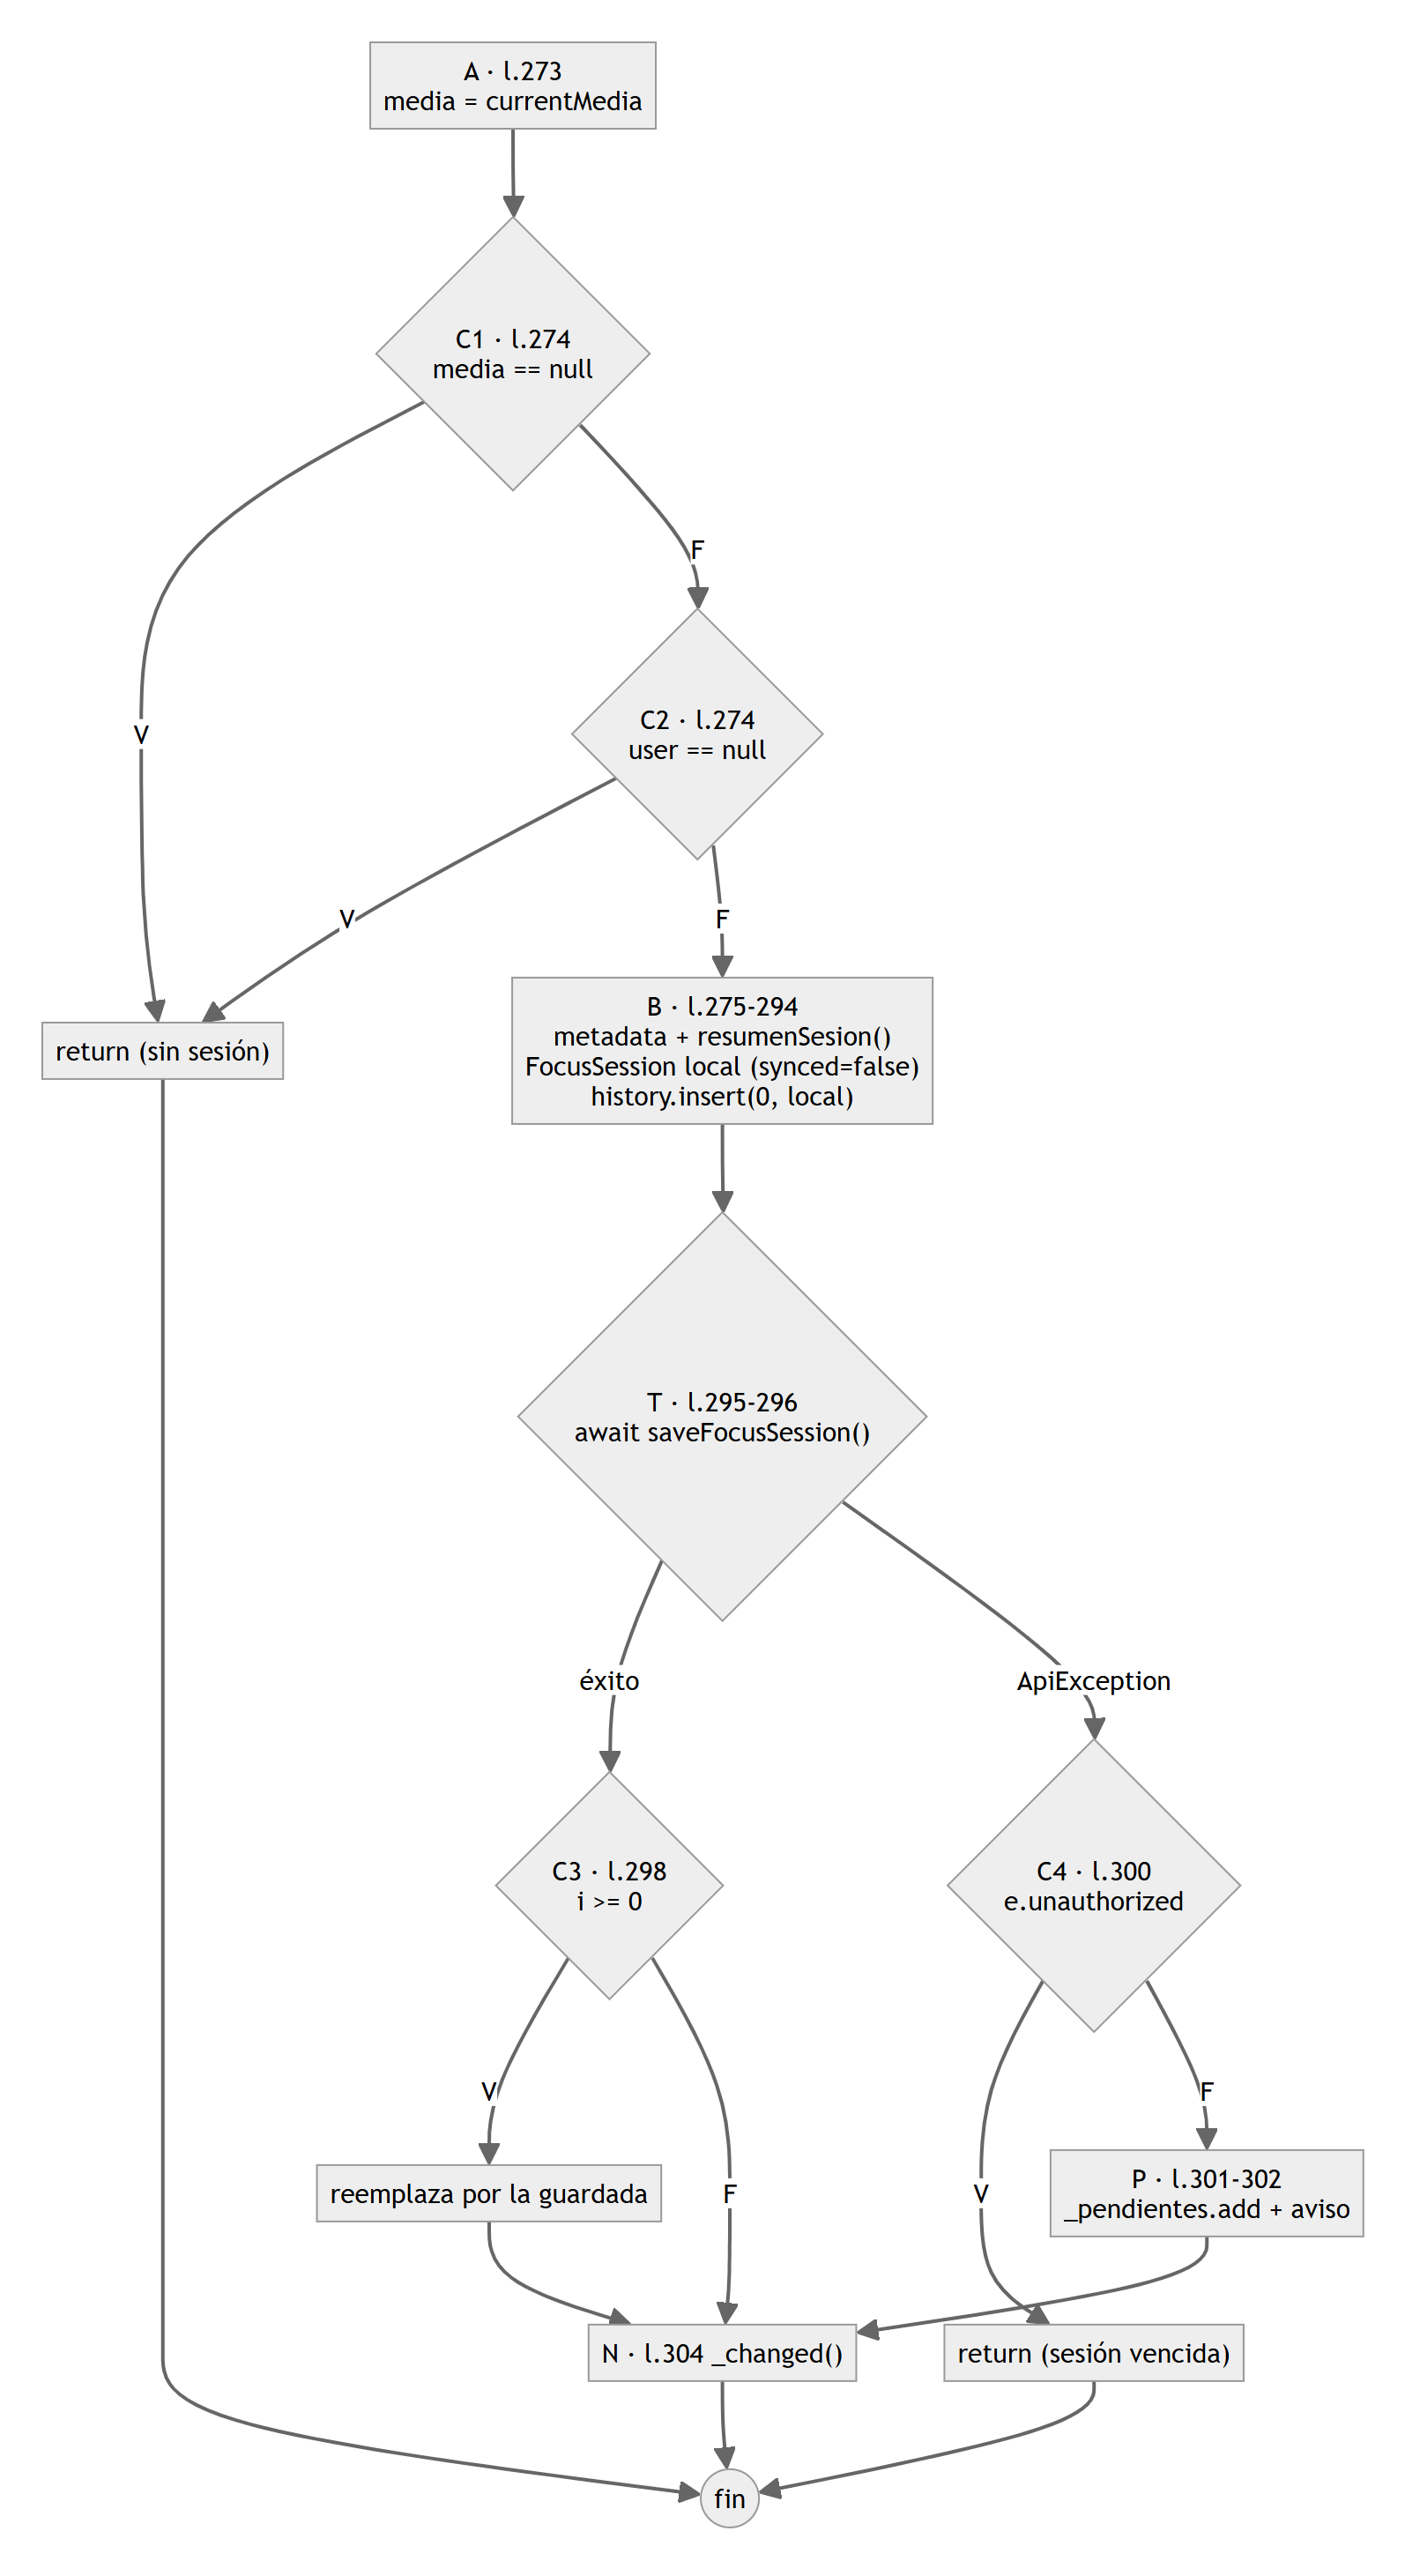 A · l.273
media = currentMedia
C1 · l.274
media == null
F
C2 · l.274
user == null
V
V
F
B · l.275-294
metadata + resumenSesion()
FocusSession local (synced=false)
history.insert(0, local)
return (sin sesión)
T · l.295-296
await saveFocusSession()
éxito
ApiException
C3 · l.298
i >= 0
C4 · l.300
e.unauthorized
V
F
V
F
reemplaza por la guardada
P · l.301-302
_pendientes.add + aviso
N · l.304 _changed()
return (sesión vencida)
fin